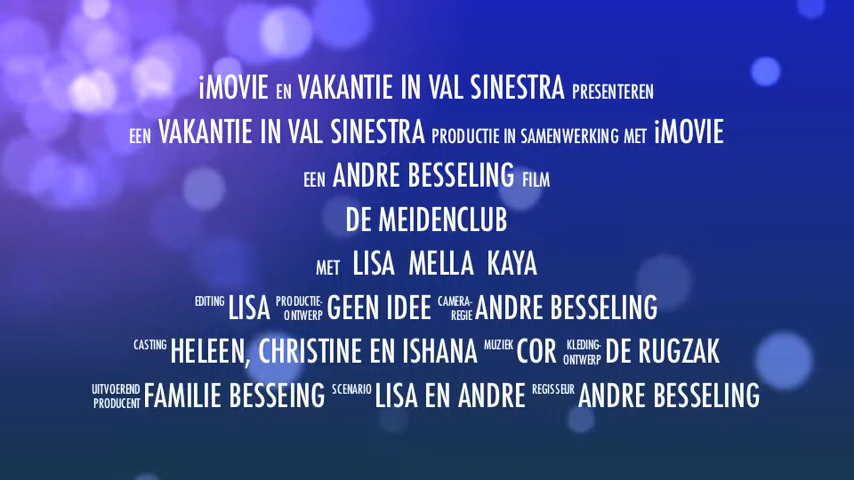 iMOVIE EN VAKANTIE IN VAL SINESTRA PRESENTEREN
EEN VAKANTIE IN VAL SINESTRA PRODUCTIE IN SAMENWERKING MET iMOVIE
EEN ANDRE BESSELING FILM
DE MEIDENCLUB
MET LISA MELLA KAYA
EDITING LISA PRODUCTIE-ONTWERP GEEN IDEE CAMERA-REGIE ANDRE BESSELING
CASTING HELEEN, CHRISTINE EN ISHANA MUZIEK COR KLEDING-ONTWERP DE RUGZAK
UITVOEREND PRODUCENT FAMILIE BESSEING SCENARIO LISA EN ANDRE REGISSEUR ANDRE BESSELING